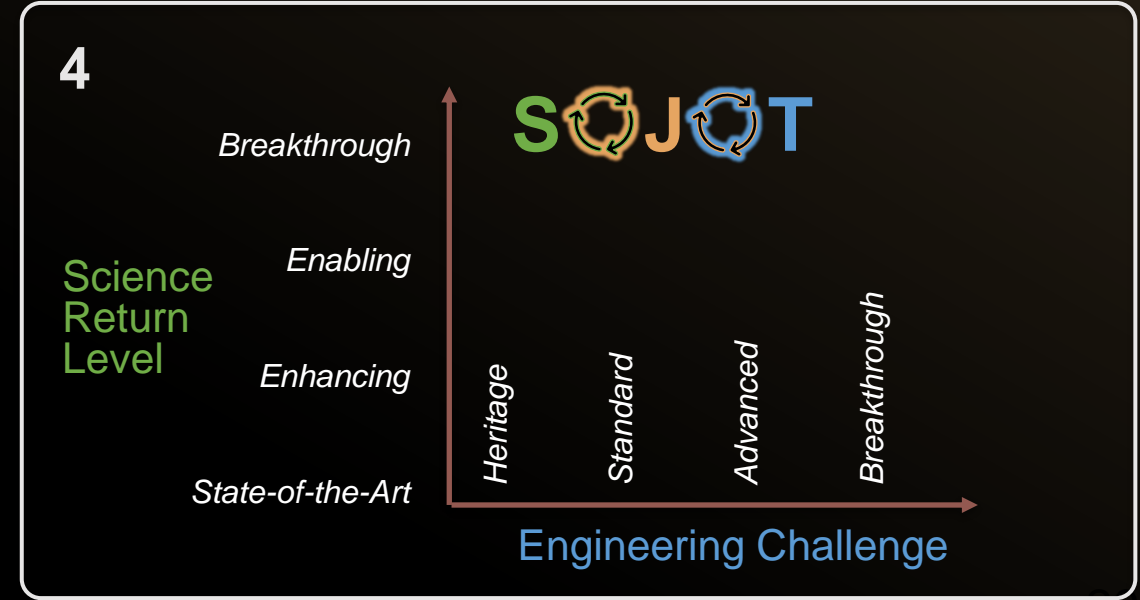 4
SOJOT
Breakthrough
Enabling
Science
Return
Level
Enhancing
State-of-the-Art
Heritage
Standard
Advanced
Breakthrough
Engineering Challenge